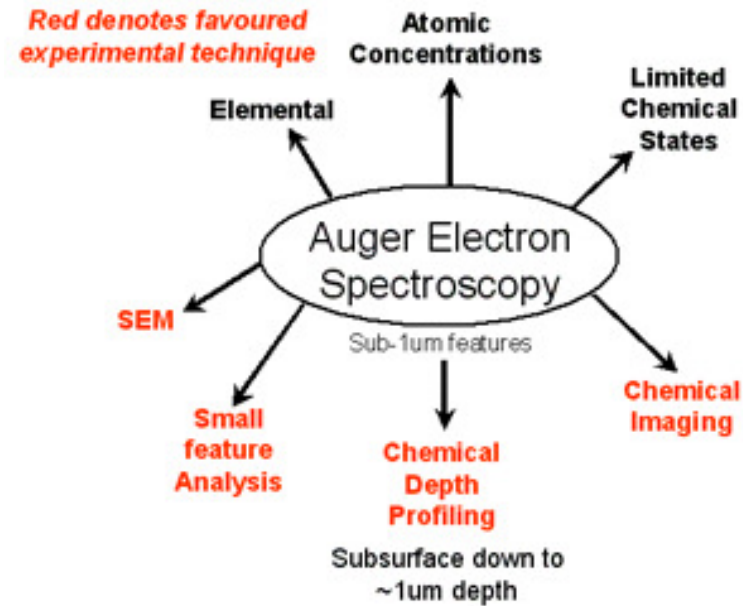 Red denotes favoured
experimental technique
Atomic
Concentrations
Elemental
Limited
Chemical
States
Auger Electron
Spectroscopy
Sub-1um features
SEM
Small
feature
Analysis
Chemical
Depth
Profiling
Chemical
Imaging
Subsurface down to
~1um depth